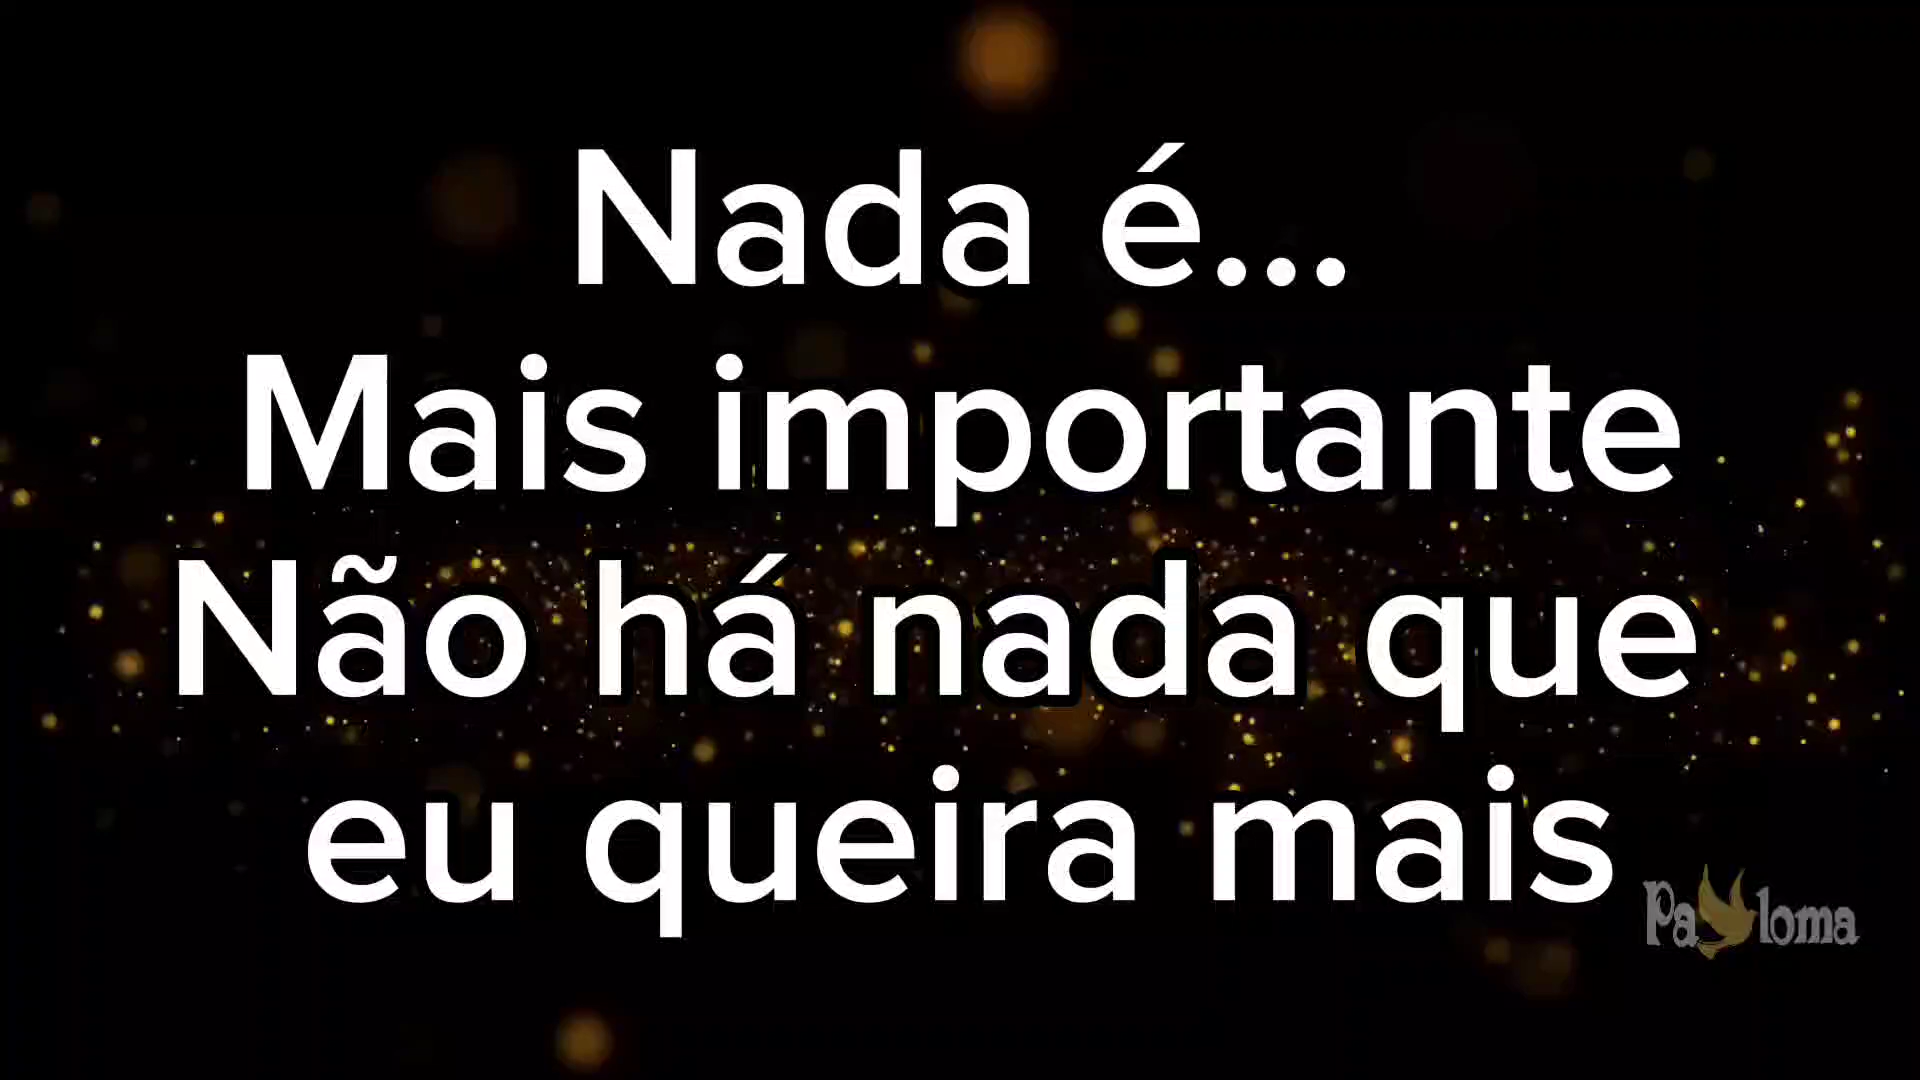 Nada é...
Mais importante
Não há nada que
eu queira mais
Paloma